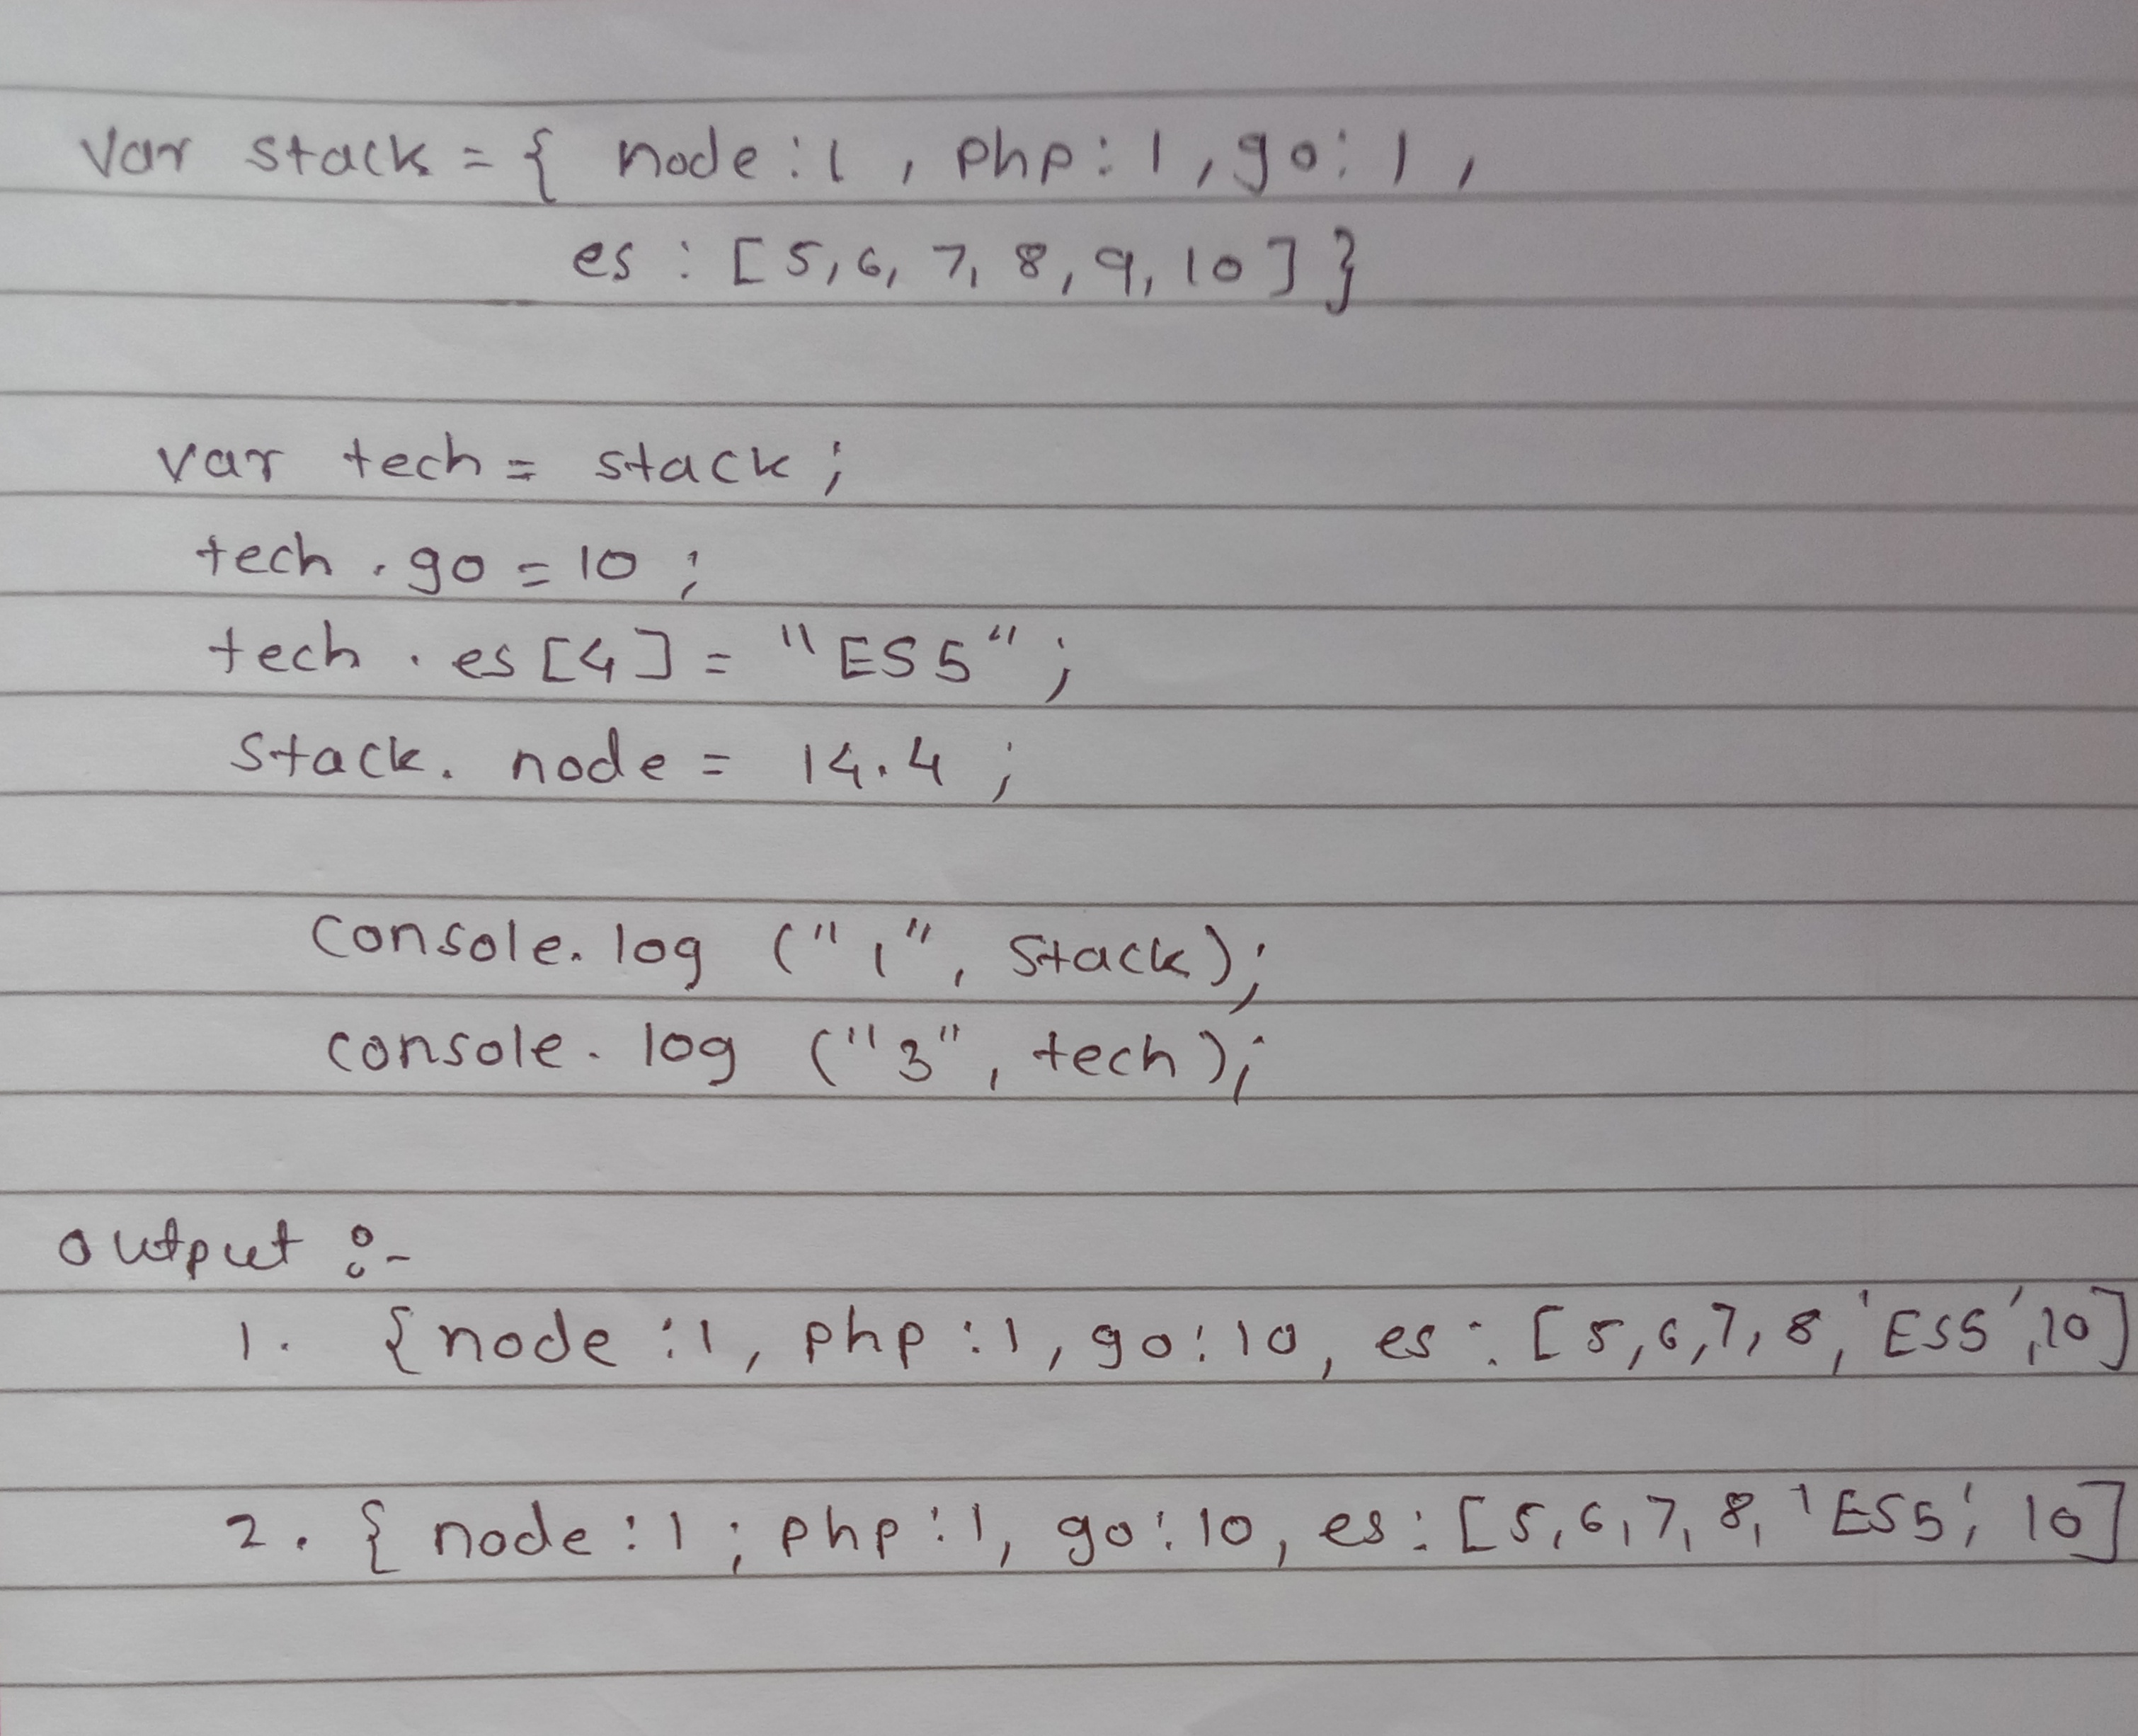 var stack = { node : 1 , php : 1 , go : 1 ,
es : [ 5, 6, 7, 8, 9, 10 ] }
var tech = stack ;
tech . go = 10 ;
tech . es [4] = "ES5" ;
Stack. node = 14.4 ;
console. log ("1", Stack);
console. log ("3", tech);
output :-
1. { node : 1, php : 1, go : 10, es : [ 5, 6, 7, 8, 'ES5', 10 ]
2. { node : 1 ; php : 1, go : 10, es : [ 5, 6, 7, 8, 'ES5', 10 ]